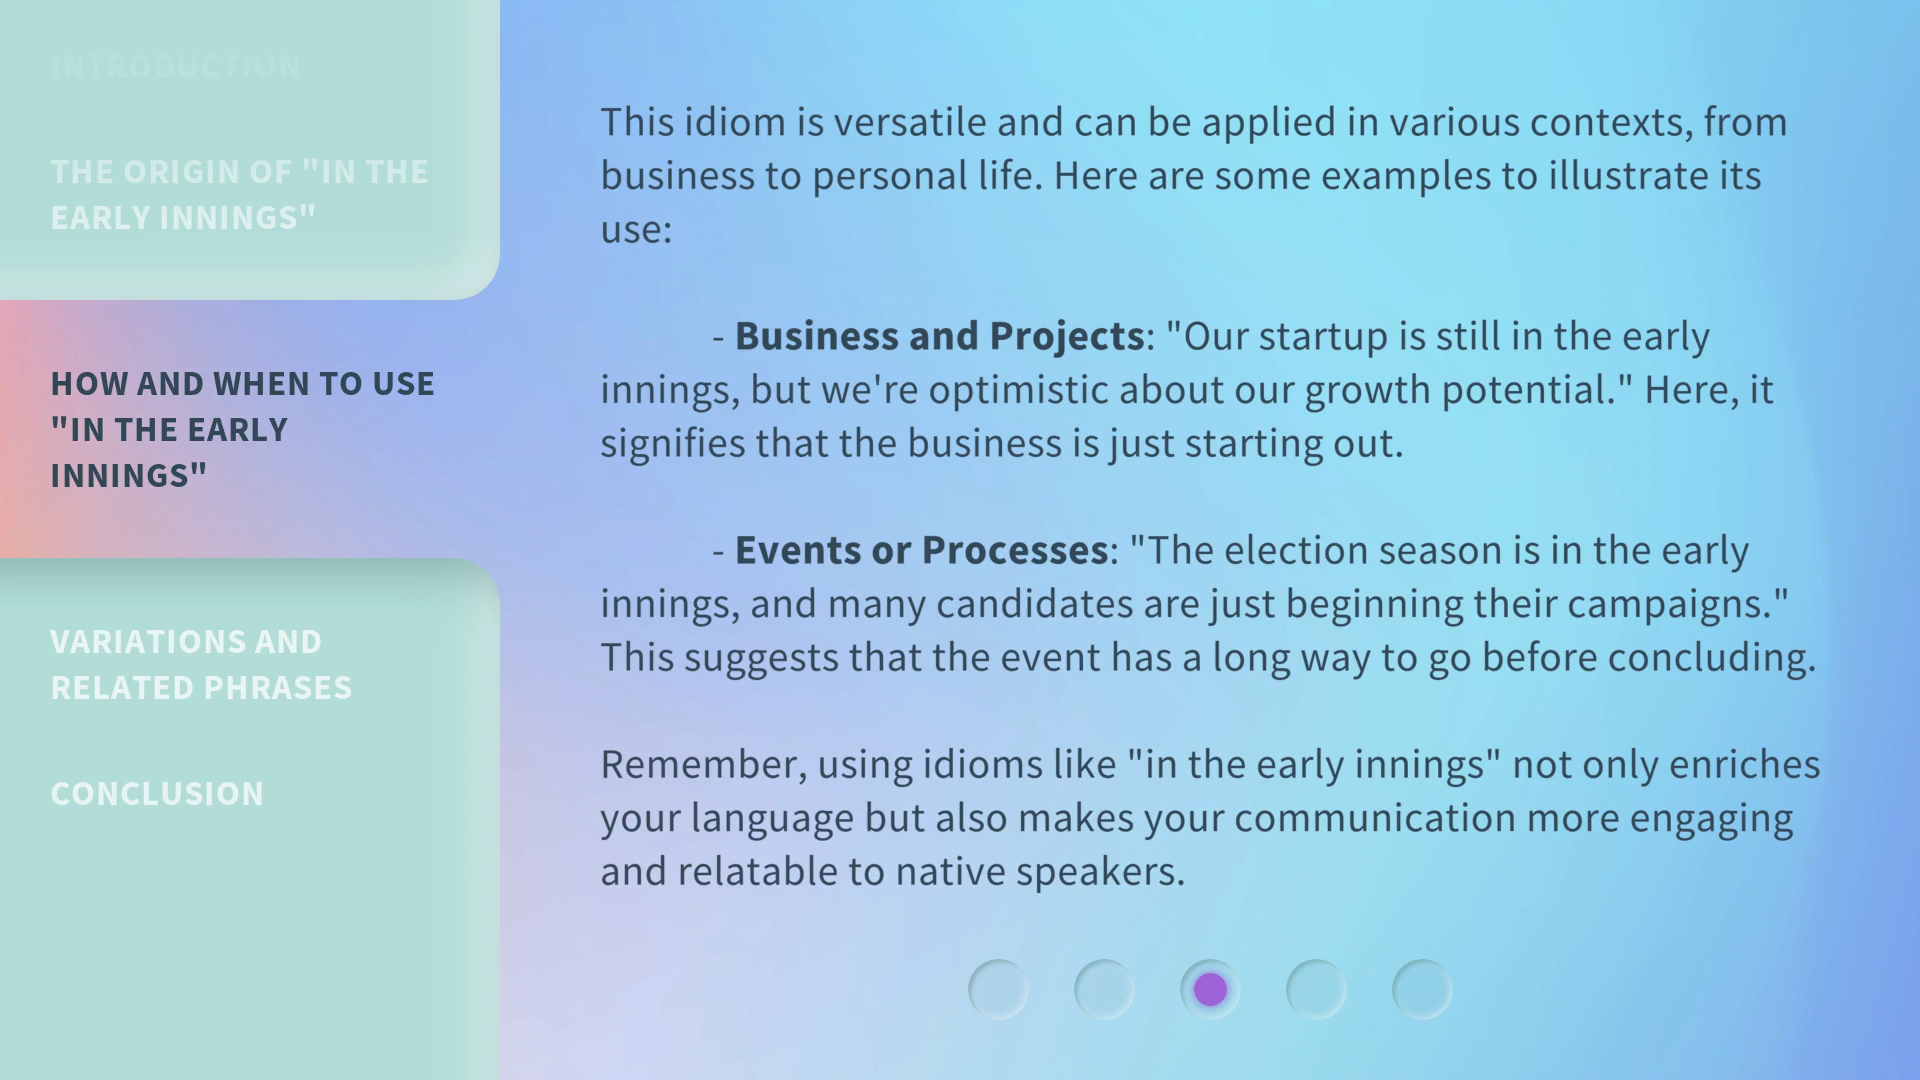 INTRODUCTION
THE ORIGIN OF "IN THE
EARLY INNINGS"
HOW AND WHEN TO USE
"IN THE EARLY
INNINGS"
VARIATIONS AND
RELATED PHRASES
CONCLUSION
This idiom is versatile and can be applied in various contexts, from
business to personal life. Here are some examples to illustrate its
use:
- Business and Projects: "Our startup is still in the early
innings, but we're optimistic about our growth potential." Here, it
signifies that the business is just starting out.
- Events or Processes: "The election season is in the early
innings, and many candidates are just beginning their campaigns."
This suggests that the event has a long way to go before concluding.
Remember, using idioms like "in the early innings" not only enriches
your language but also makes your communication more engaging
and relatable to native speakers.